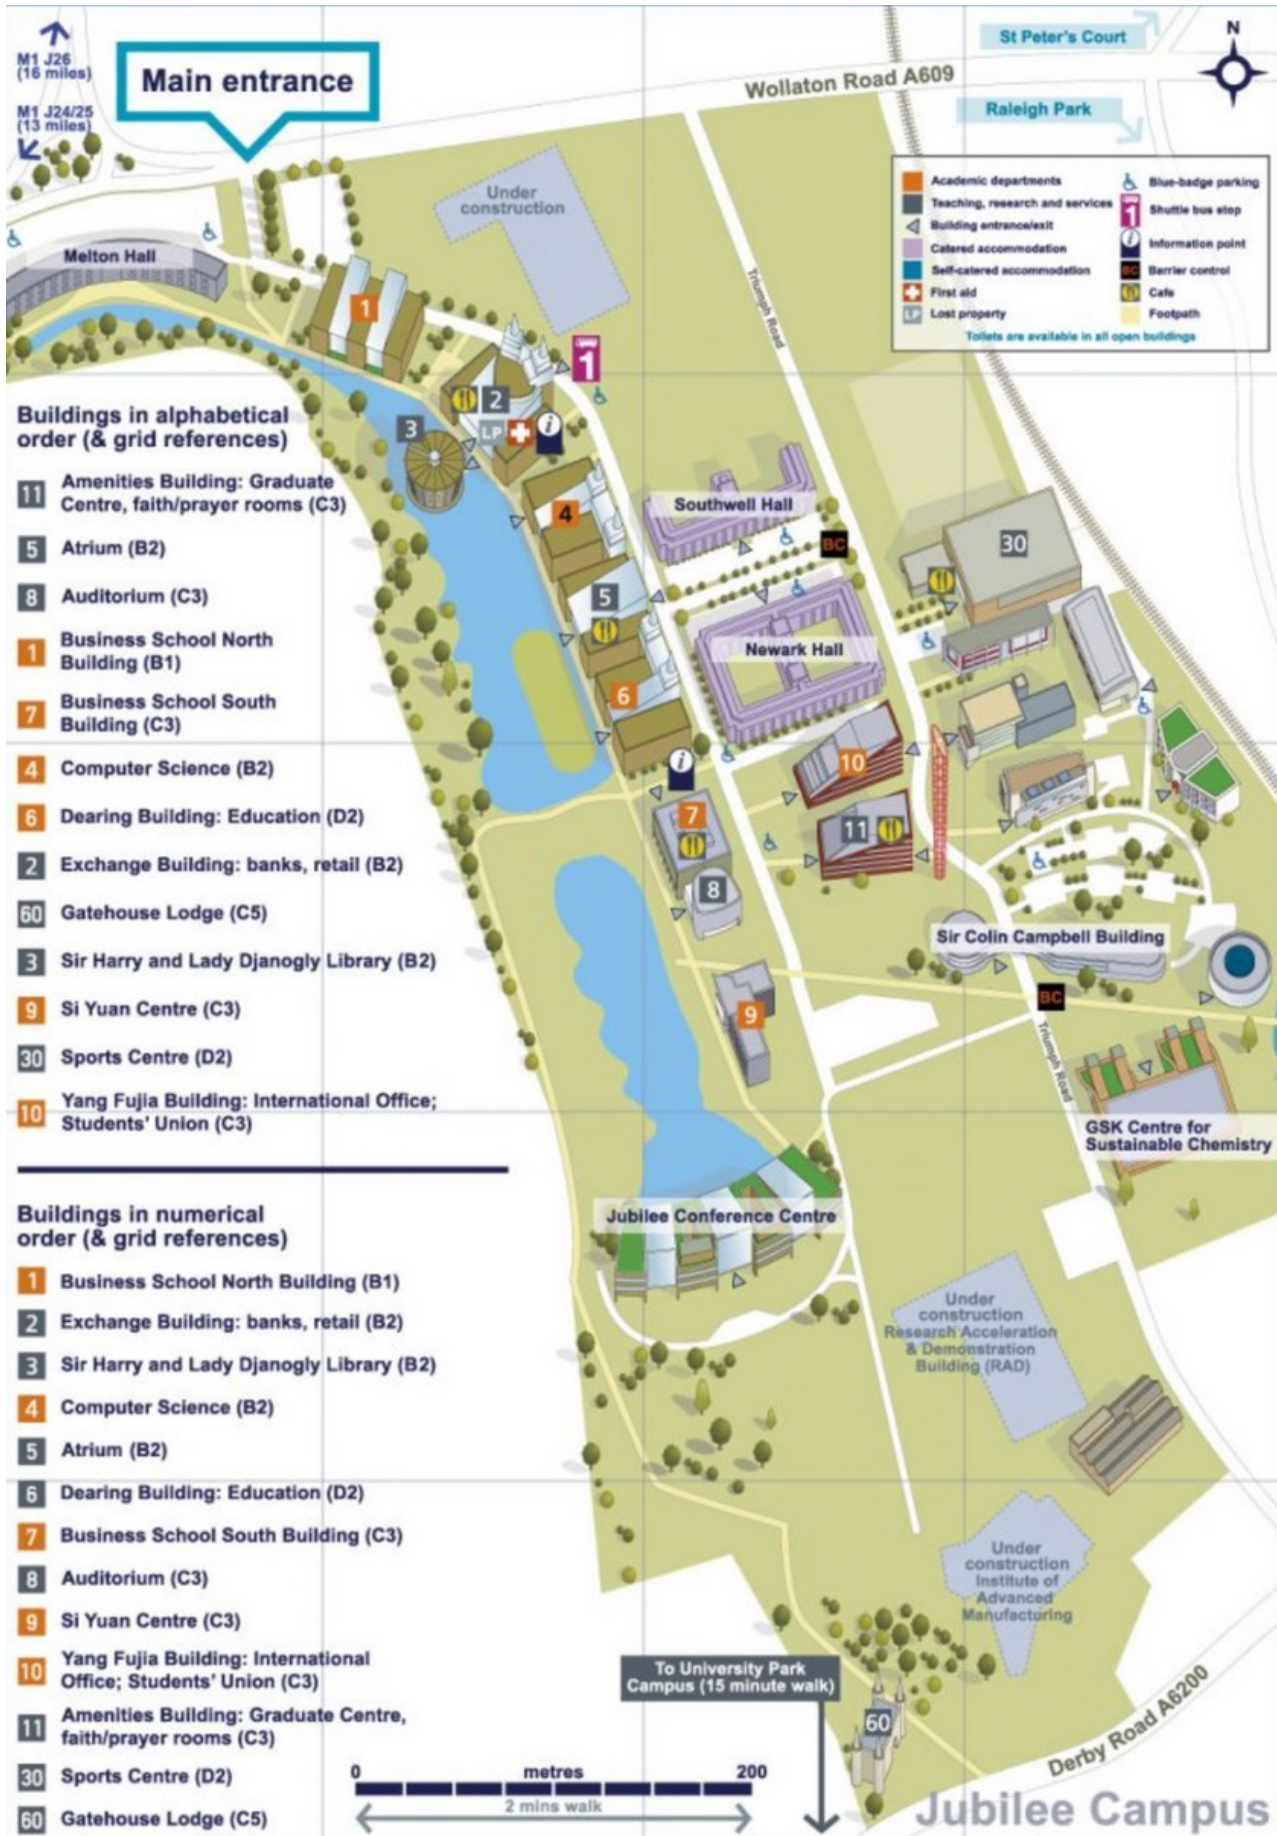 M1 J26
(16 miles)
M1 J24/25
(13 miles)
Main entrance
St Peter's Court
Wollaton Road A609
Raleigh Park
N
Academic departments
Teaching, research and services
Building entrance/exit
Catered accommodation
Self-catered accommodation
First aid
LP Lost property
Blue-badge parking
1 Shuttle bus stop
i Information point
BC Barrier control
Cafe
Footpath
Toilets are available in all open buildings
Under
construction
Melton Hall
Triumph Road
1
1
2
3
LP
i
4
Southwell Hall
BC
30
5
Newark Hall
6
i
10
7
11
8
Sir Colin Campbell Building
9
BC
Triumph Road
GSK Centre for
Sustainable Chemistry
Jubilee Conference Centre
Under
construction
Research Acceleration
& Demonstration
Building (RAD)
Under
construction
Institute of
Advanced
Manufacturing
To University Park
Campus (15 minute walk)
60
Derby Road A6200
Buildings in alphabetical
order (& grid references)
11 Amenities Building: Graduate
Centre, faith/prayer rooms (C3)
5 Atrium (B2)
8 Auditorium (C3)
1 Business School North
Building (B1)
7 Business School South
Building (C3)
4 Computer Science (B2)
6 Dearing Building: Education (D2)
2 Exchange Building: banks, retail (B2)
60 Gatehouse Lodge (C5)
3 Sir Harry and Lady Djanogly Library (B2)
9 Si Yuan Centre (C3)
30 Sports Centre (D2)
10 Yang Fujia Building: International Office;
Students' Union (C3)
Buildings in numerical
order (& grid references)
1 Business School North Building (B1)
2 Exchange Building: banks, retail (B2)
3 Sir Harry and Lady Djanogly Library (B2)
4 Computer Science (B2)
5 Atrium (B2)
6 Dearing Building: Education (D2)
7 Business School South Building (C3)
8 Auditorium (C3)
9 Si Yuan Centre (C3)
10 Yang Fujia Building: International
Office; Students' Union (C3)
11 Amenities Building: Graduate Centre,
faith/prayer rooms (C3)
30 Sports Centre (D2)
60 Gatehouse Lodge (C5)
0 metres 200
2 mins walk
Jubilee Campus